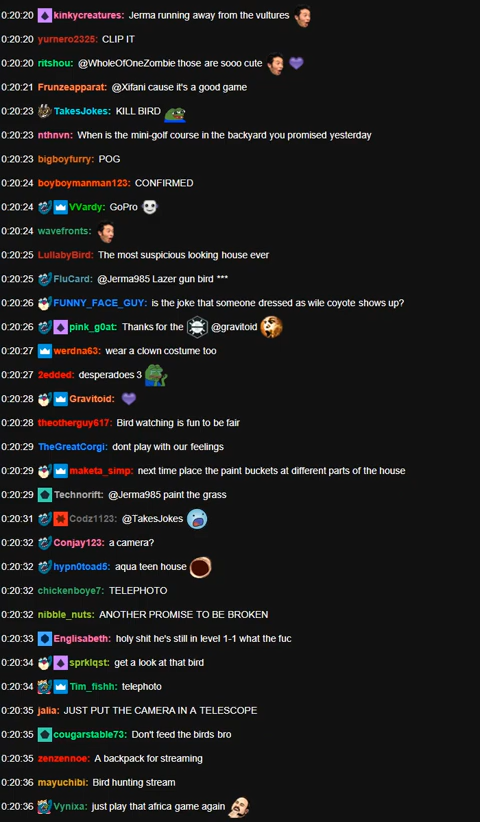 0:20:20 kinkycreatures: Jerma running away from the vultures
0:20:20 yurnero2325: CLIP IT
0:20:20 ritshou: @WholeOfOneZombie those are sooo cute
0:20:21 Frunzeapparat: @Xifani cause it's a good game
0:20:23 TakesJokes: KILL BIRD
0:20:23 nthnvn: When is the mini-golf course in the backyard you promised yesterday
0:20:23 bigboyfurry: POG
0:20:24 boyboymanman123: CONFIRMED
0:20:24 VVardy: GoPro
0:20:24 wavefronts:
0:20:25 LullabyBird: The most suspicious looking house ever
0:20:25 FluCard: @Jerma985 Lazer gun bird ***
0:20:26 FUNNY_FACE_GUY: is the joke that someone dressed as wile coyote shows up?
0:20:26 pink_g0at: Thanks for the @gravitoid
0:20:27 werdna63: wear a clown costume too
0:20:27 2edded: desperadoes 3
0:20:28 Gravitoid:
0:20:28 theotherguy617: Bird watching is fun to be fair
0:20:29 TheGreatCorgi: dont play with our feelings
0:20:29 maketa_simp: next time place the paint buckets at different parts of the house
0:20:29 Technorift: @Jerma985 paint the grass
0:20:31 Codz1123: @TakesJokes
0:20:32 Conjay123: a camera?
0:20:32 hypn0toad5: aqua teen house
0:20:32 chickenboye7: TELEPHOTO
0:20:32 nibble_nuts: ANOTHER PROMISE TO BE BROKEN
0:20:33 Englisabeth: holy shit he's still in level 1-1 what the fuc
0:20:34 sprklqst: get a look at that bird
0:20:34 Tim_fishh: telephoto
0:20:35 jalia: JUST PUT THE CAMERA IN A TELESCOPE
0:20:35 cougarstable73: Don't feed the birds bro
0:20:35 zenzennoe: A backpack for streaming
0:20:36 mayuchibi: Bird hunting stream
0:20:36 Vynixa: just play that africa game again